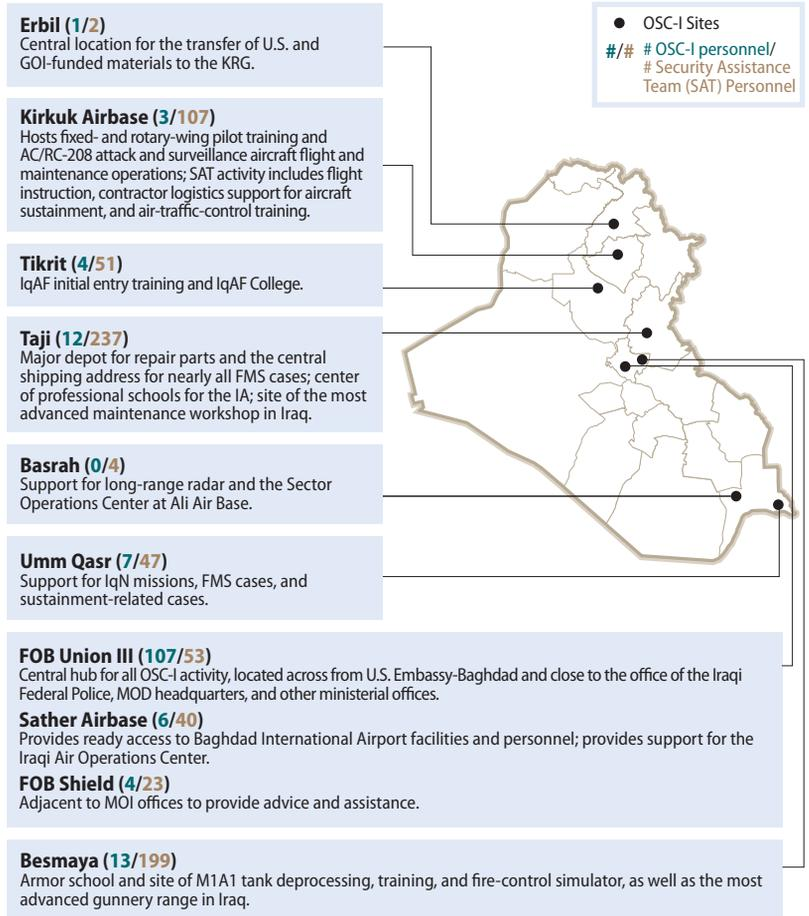 Erbil (1/2)
Central location for the transfer of U.S. and
GOI-funded materials to the KRG.
OSC-I Sites
#/# # OSC-I personnel/
# Security Assistance
Team (SAT) Personnel
Kirkuk Airbase (3/107)
Hosts fixed- and rotary-wing pilot training and
AC/RC-208 attack and surveillance aircraft flight and
maintenance operations; SAT activity includes flight
instruction, contractor logistics support for aircraft
sustainment, and air-traffic-control training.
Tikrit (4/51)
IqAF initial entry training and IqAF College.
Taji (12/237)
Major depot for repair parts and the central
shipping address for nearly all FMS cases; center
of professional schools for the IA; site of the most
advanced maintenance workshop in Iraq.
Basrah (0/4)
Support for long-range radar and the Sector
Operations Center at Ali Air Base.
Umm Qasr (7/47)
Support for IqN missions, FMS cases, and
sustainment-related cases.
FOB Union III (107/53)
Central hub for all OSC-I activity, located across from U.S. Embassy-Baghdad and close to the office of the Iraqi
Federal Police, MOD headquarters, and other ministerial offices.
Sather Airbase (6/40)
Provides ready access to Baghdad International Airport facilities and personnel; provides support for the
Iraqi Air Operations Center.
FOB Shield (4/23)
Adjacent to MOI offices to provide advice and assistance.
Besmaya (13/199)
Armor school and site of M1A1 tank deprocessing, training, and fire-control simulator, as well as the most
advanced gunnery range in Iraq.